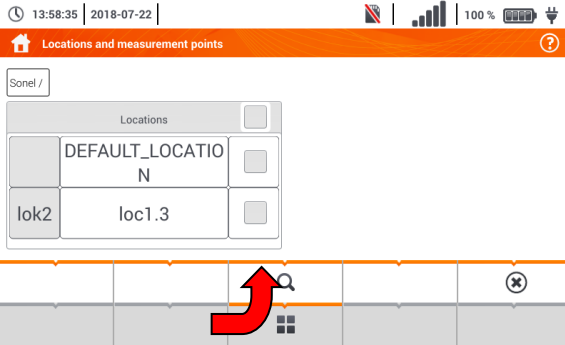 13:58:35 2018-07-22 100 %
Locations and measurement points
Sonel /
Locations
DEFAULT_LOCATIO
N
lok2 loc1.3